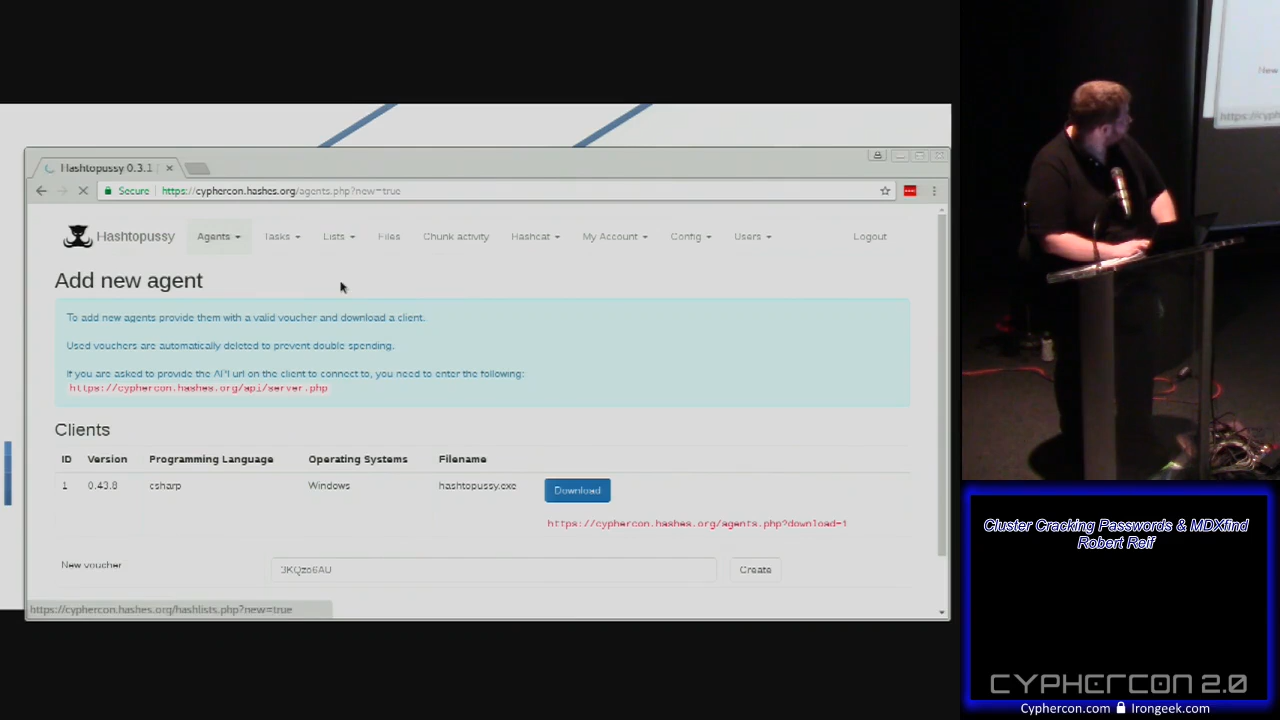 Hashtopussy 0.3.1
Secure
https://cyphercon.hashes.org/agents.php?new=true
Hashtopussy
Agents
Tasks
Lists
Files
Chunk activity
Hashcat
My Account
Config
Users
Logout
Add new agent
To add new agents provide them with a valid voucher and download a client.
Used vouchers are automatically deleted to prevent double spending.
If you are asked to provide the API url on the client to connect to, you need to enter the following:
https://cyphercon.hashes.org/api/server.php
Clients
ID Version Programming Language Operating Systems Filename
1 0.43.8 csharp Windows hashtopussy.exe Download
https://cyphercon.hashes.org/agents.php?download=1
New voucher 3KQzo6AU Create
https://cyphercon.hashes.org/hashlists.php?new=true
New
https://cyph
Cluster Cracking Passwords & MDXfind
Robert Reif
CYPHERCON 2.0
Cyphercon.com Irongeek.com